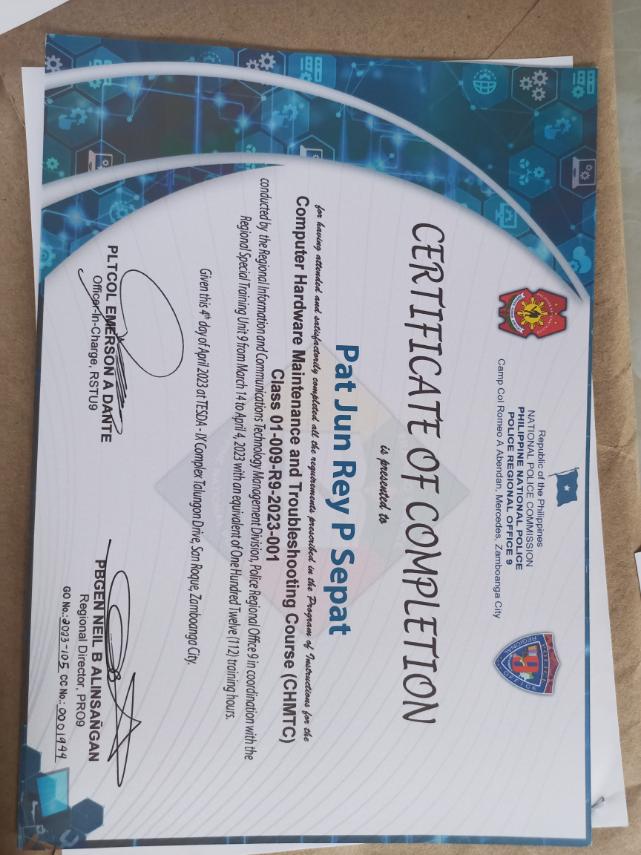 Republic of the Philippines
NATIONAL POLICE COMMISSION
PHILIPPINE NATIONAL POLICE
POLICE REGIONAL OFFICE 9
Camp Col Romeo A Abendan, Mercedes, Zamboanga City
CERTIFICATE OF COMPLETION
is presented to
Pat Jun Rey P Sepat
for having attended and satisfactorily completed all the requirements prescribed in the Program of Instructions for the
Computer Hardware Maintenance and Troubleshooting Course (CHMTC)
Class 01-009-R9-2023-001
conducted by the Regional Information and Communications Technology Management Division, Police Regional Office 9 in coordination with the
Regional Special Training Unit 9 from March 14 to April 4, 2023 with an equivalent of One Hundred Twelve (112) training hours.
Given this 4th day of April 2023 at TESDA - IX Complex Talungon Drive, San Roque, Zamboanga City.
PLTCOL EMERSON A DANTE
Officer-In-Charge, RSTU9
PBGEN NEIL B ALINSAÑGAN
Regional Director, PRO9
GO No.: 2023-105 CC No.: 0001944